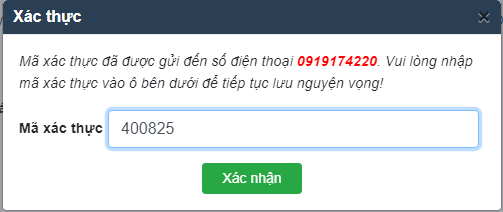 Xác thực ×
Mã xác thực đã được gửi đến số điện thoại 0919174220. Vui lòng nhập
mã xác thực vào ô bên dưới để tiếp tục lưu nguyện vọng!
Mã xác thực 400825
Xác nhận